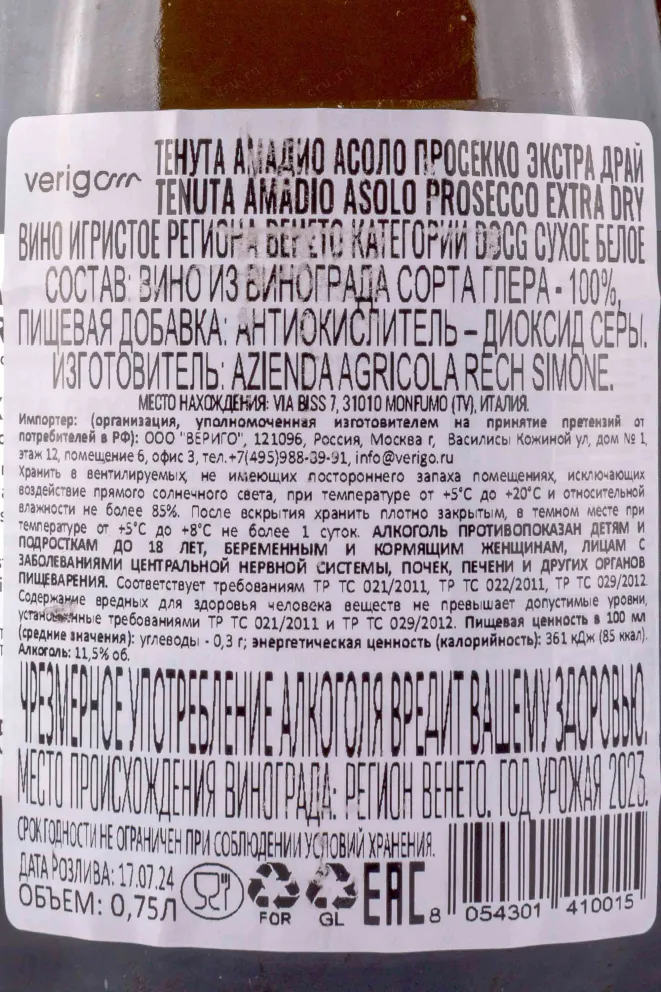 verigo
ТЕНУТА АМАДИО АСОЛО ПРОСЕККО ЭКСТРА ДРАЙ
TENUTA AMADIO ASOLO PROSECCO EXTRA DRY
ВИНО ИГРИСТОЕ РЕГИОНА ВЕНЕТО КАТЕГОРИИ DOCG СУХОЕ БЕЛОЕ
СОСТАВ: ВИНО ИЗ ВИНОГРАДА СОРТА ГЛЕРА - 100%,
ПИЩЕВАЯ ДОБАВКА: АНТИОКИСЛИТЕЛЬ – ДИОКСИД СЕРЫ.
ИЗГОТОВИТЕЛЬ: AZIENDA AGRICOLA RECH SIMONE.
МЕСТО НАХОЖДЕНИЯ: VIA BISS 7, 31010 MONFUMO (TV), ИТАЛИЯ.
Импортер: (организация, уполномоченная изготовителем на принятие претензий от
потребителей в РФ): ООО "ВЕРИГО", 121096, Россия, Москва г, Василисы Кожиной ул, дом № 1,
этаж 12, помещение 6, офис 3, тел.+7(495)988-39-91, info@verigo.ru
Хранить в вентилируемых, не имеющих постороннего запаха помещениях, исключающих
воздействие прямого солнечного света, при температуре от +5°С до +20°С и относительной
влажности не более 85%. После вскрытия хранить плотно закрытым, в темном месте при
температуре от +5°С до +8°С не более 1 суток. АЛКОГОЛЬ ПРОТИВОПОКАЗАН ДЕТЯМ И
ПОДРОСТКАМ ДО 18 ЛЕТ, БЕРЕМЕННЫМ И КОРМЯЩИМ ЖЕНЩИНАМ, ЛИЦАМ С
ЗАБОЛЕВАНИЯМИ ЦЕНТРАЛЬНОЙ НЕРВНОЙ СИСТЕМЫ, ПОЧЕК, ПЕЧЕНИ И ДРУГИХ ОРГАНОВ
ПИЩЕВАРЕНИЯ. Соответствует требованиям ТР ТС 021/2011, ТР ТС 022/2011, ТР ТС 029/2012
Содержание вредных для здоровья человека веществ не превышает допустимые уровни,
установленные требованиями ТР ТС 021/2011 и ТР ТС 029/2012. Пищевая ценность в 100 мл
(средние значения): углеводы - 0,3 г; энергетическая ценность (калорийность): 361 кДж (85 ккал).
Алкоголь: 11,5% об.
ЧРЕЗМЕРНОЕ УПОТРЕБЛЕНИЕ АЛКОГОЛЯ ВРЕДИТ ВАШЕМУ ЗДОРОВЬЮ.
МЕСТО ПРОИСХОЖДЕНИЯ ВИНОГРАДА: РЕГИОН ВЕНЕТО. ГОД УРОЖАЯ 2023.
СРОК ГОДНОСТИ НЕ ОГРАНИЧЕН ПРИ СОБЛЮДЕНИИ УСЛОВИЙ ХРАНЕНИЯ.
ДАТА РОЗЛИВА: 17.07.24
ОБЪЕМ: 0,75Л
FOR
GL
EAC
8 054301 410015